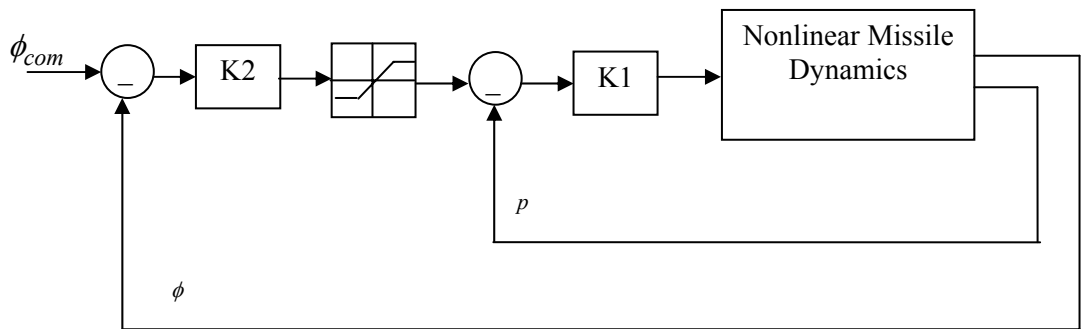 ϕcom
K2
K1
Nonlinear Missile
Dynamics
p
ϕ